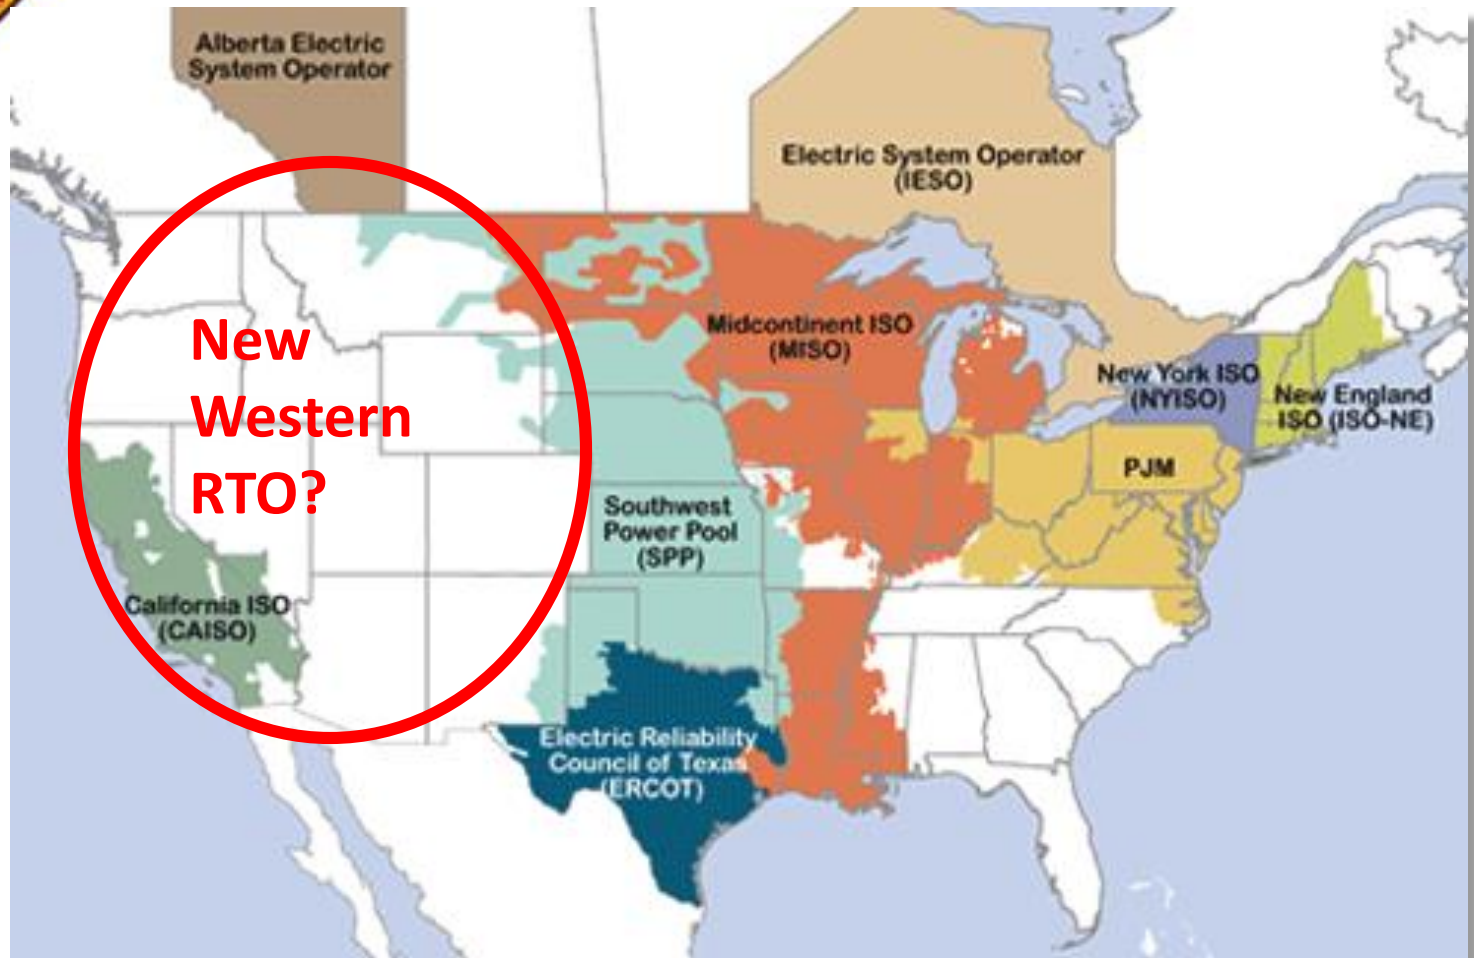 Alberta Electric
System Operator
Electric System Operator
(IESO)
New
Western
RTO?
Midcontinent ISO
(MISO)
New York ISO
(NYISO)
New England
ISO (ISO-NE)
PJM
Southwest
Power Pool
(SPP)
California ISO
(CAISO)
Electric Reliability
Council of Texas
(ERCOT)